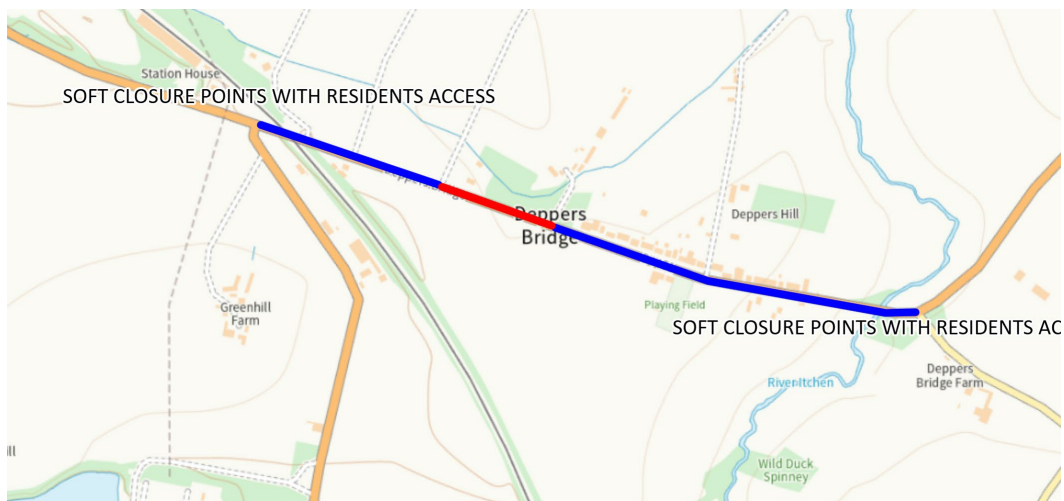 Station House
SOFT CLOSURE POINTS WITH RESIDENTS ACCESS
Deppers
Bridge
Deppers Hill
Greenhill
Farm
Playing Field
SOFT CLOSURE POINTS WITH RESIDENTS AC
River Itchen
Deppers
Bridge Farm
ill
Wild Duck
Spinney